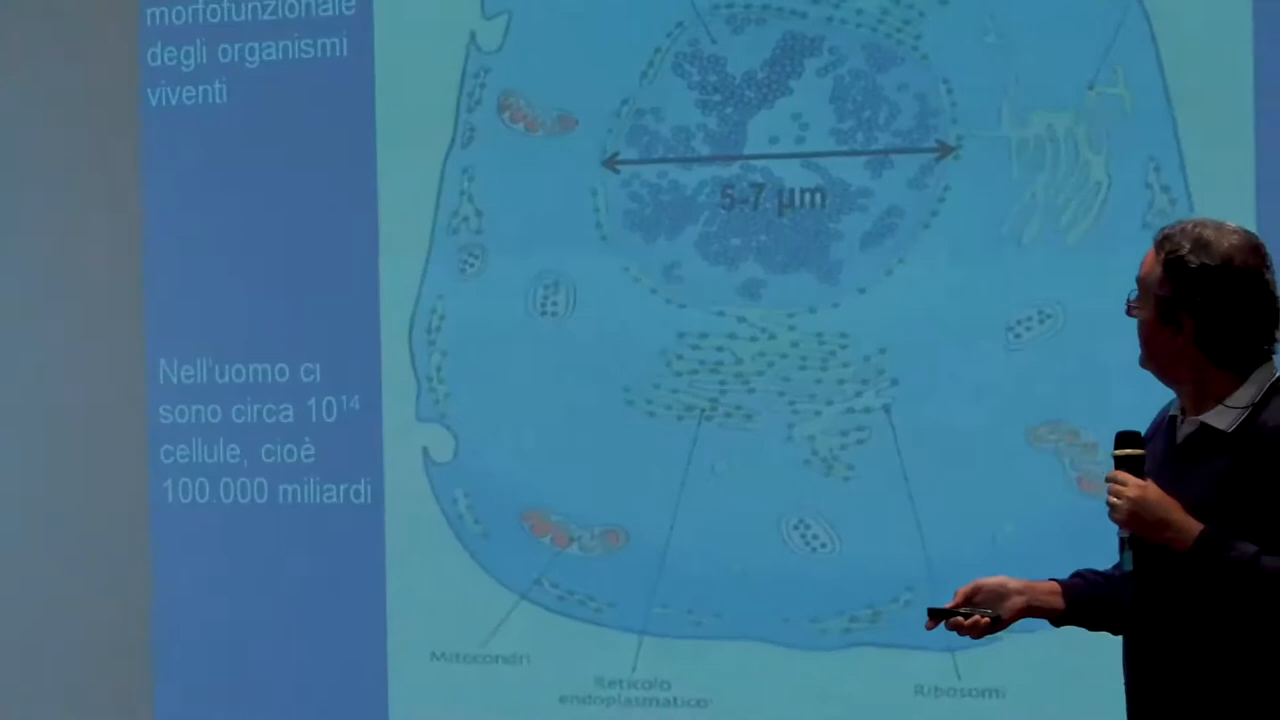 morfofunzionale
degli organismi
viventi
5-7 µm
Nell'uomo ci
sono circa 10¹⁴
cellule, cioè
100.000 miliardi
Mitocondri
Reticolo
endoplasmatico
Ribosomi